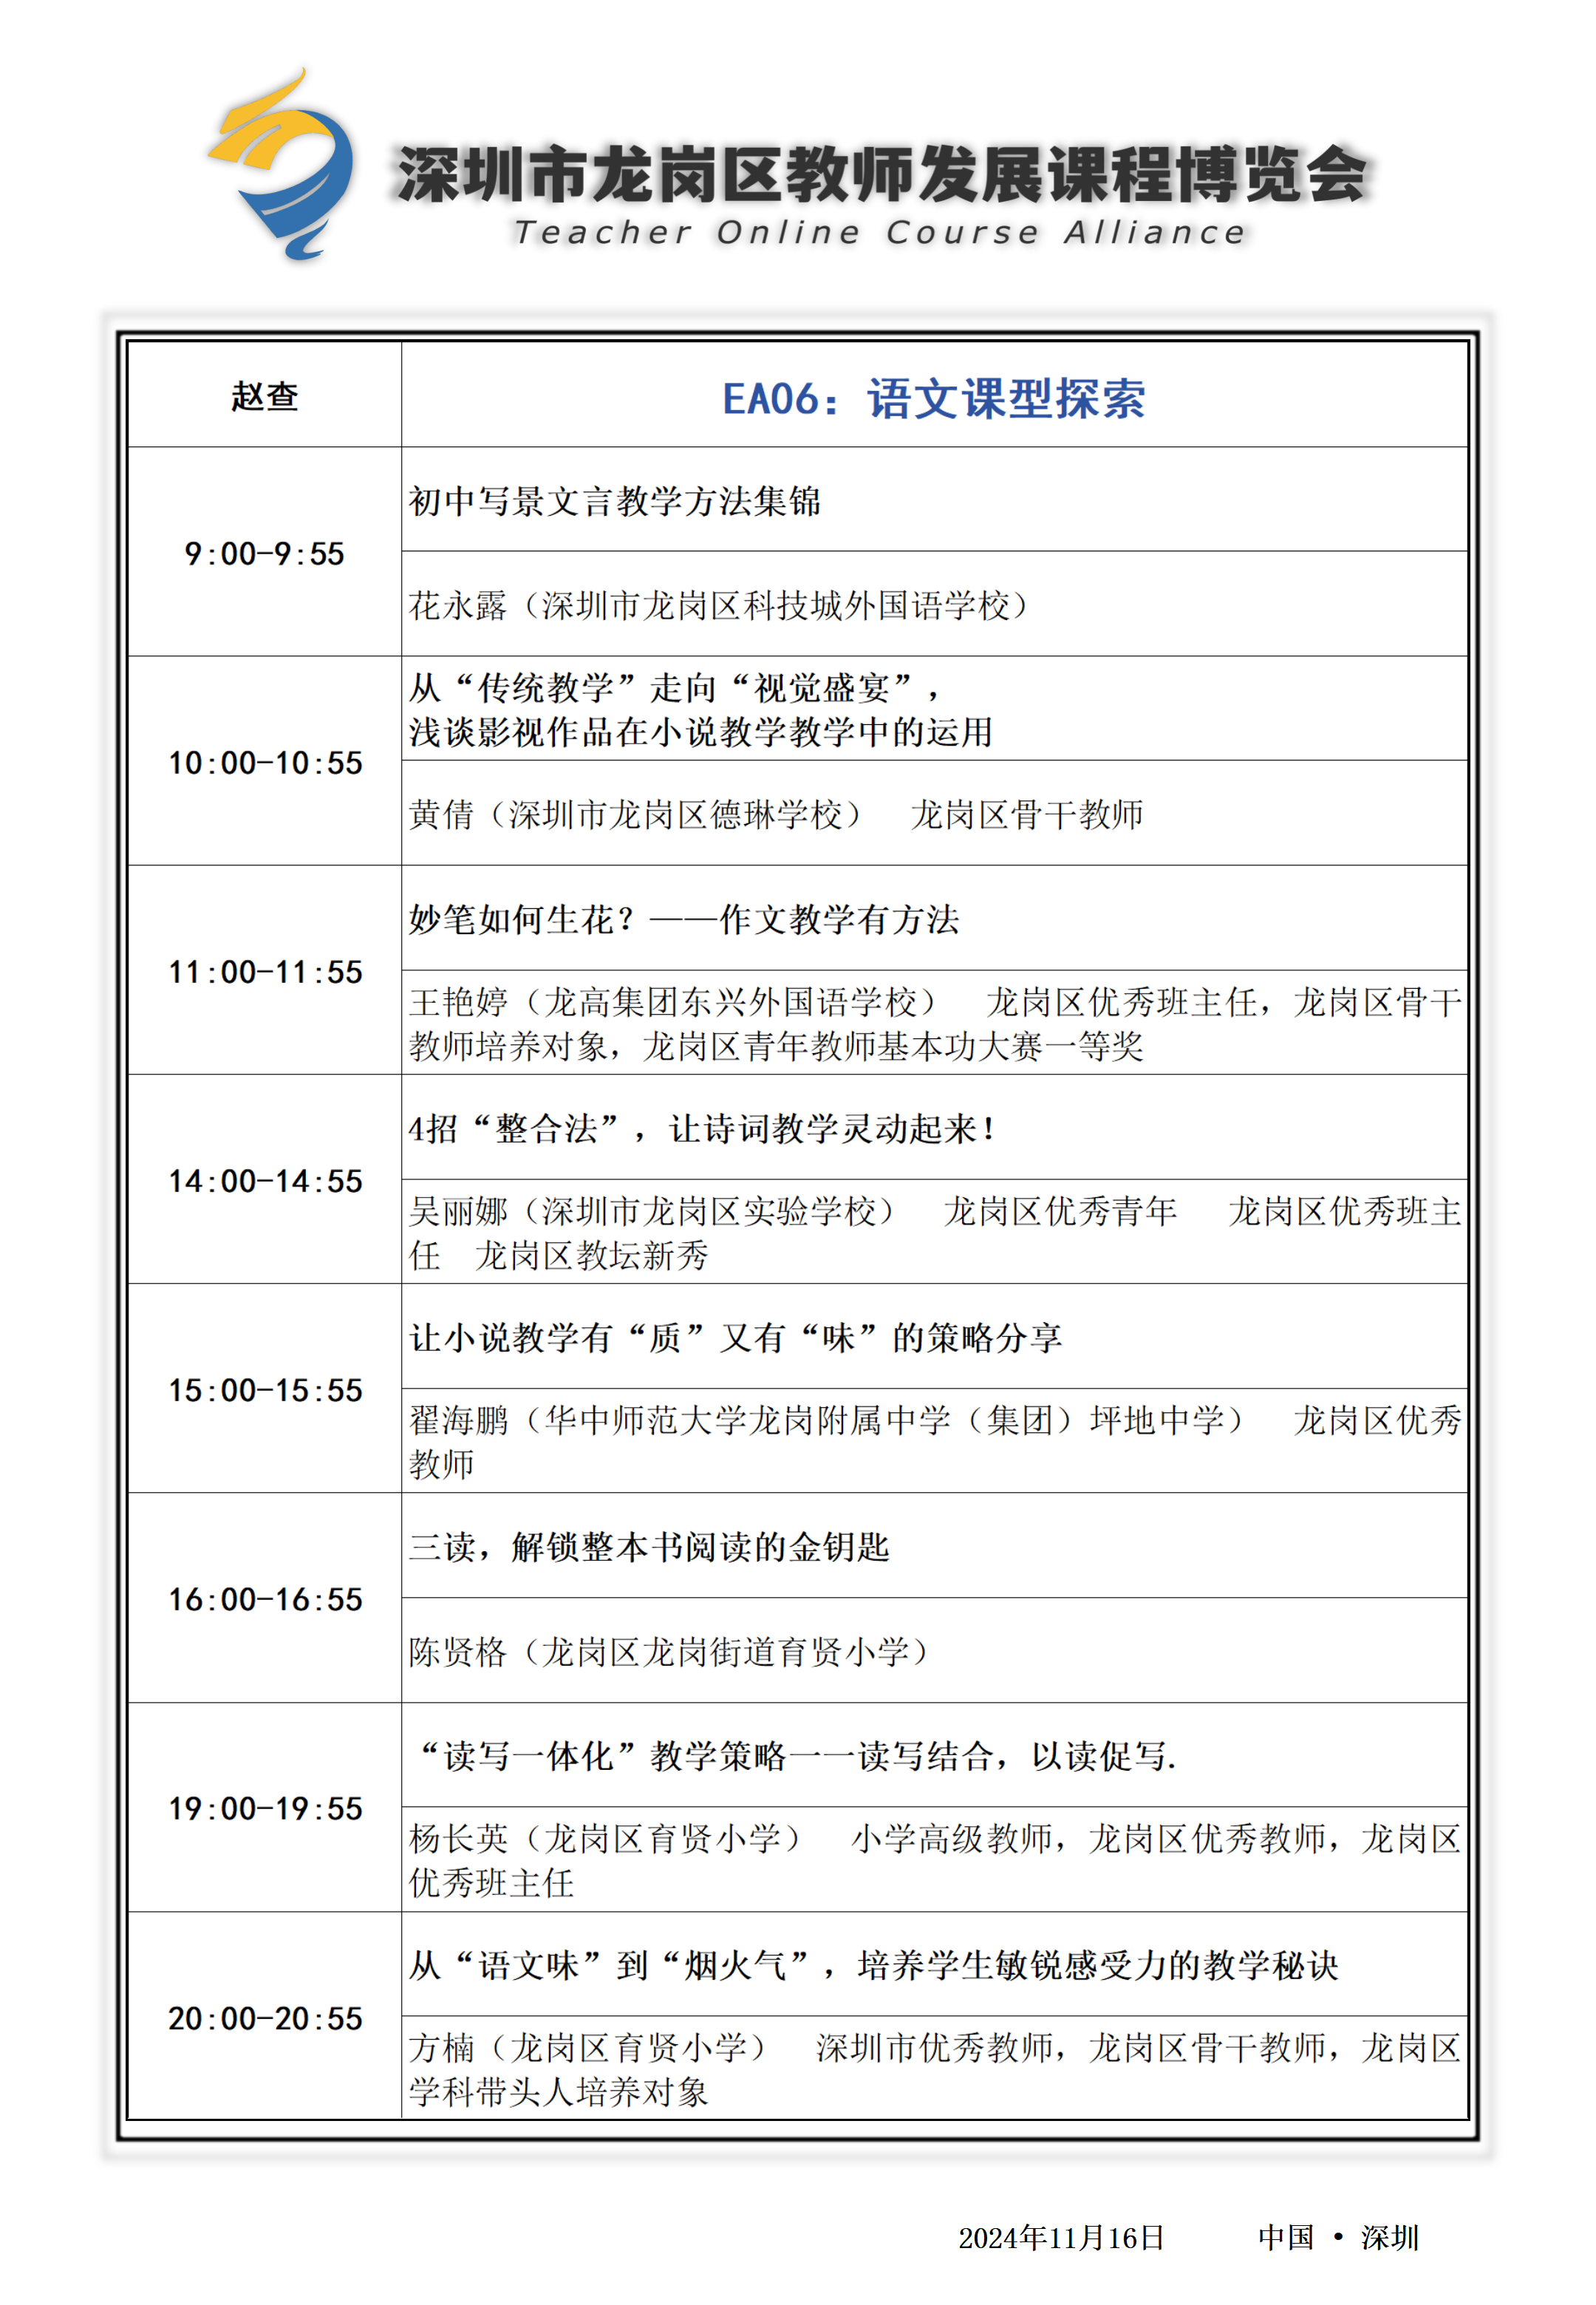 深圳市龙岗区教师发展课程博览会
Teacher Online Course Alliance
赵查
EA06：语文课型探索
9:00-9:55
初中写景文言教学方法集锦
花永露（深圳市龙岗区科技城外国语学校）
10:00-10:55
从“传统教学”走向“视觉盛宴”，
浅谈影视作品在小说教学教学中的运用
黄倩（深圳市龙岗区德琳学校） 龙岗区骨干教师
11:00-11:55
妙笔如何生花？——作文教学有方法
王艳婷（龙高集团东兴外国语学校） 龙岗区优秀班主任，龙岗区骨干
教师培养对象，龙岗区青年教师基本功大赛一等奖
14:00-14:55
4招“整合法”，让诗词教学灵动起来！
吴丽娜（深圳市龙岗区实验学校） 龙岗区优秀青年 龙岗区优秀班主
任 龙岗区教坛新秀
15:00-15:55
让小说教学有“质”又有“味”的策略分享
翟海鹏（华中师范大学龙岗附属中学（集团）坪地中学） 龙岗区优秀
教师
16:00-16:55
三读，解锁整本书阅读的金钥匙
陈贤格（龙岗区龙岗街道育贤小学）
19:00-19:55
“读写一体化”教学策略一一读写结合，以读促写.
杨长英（龙岗区育贤小学） 小学高级教师，龙岗区优秀教师，龙岗区
优秀班主任
20:00-20:55
从“语文味”到“烟火气”，培养学生敏锐感受力的教学秘诀
方楠（龙岗区育贤小学） 深圳市优秀教师，龙岗区骨干教师，龙岗区
学科带头人培养对象
2024年11月16日 中国 • 深圳